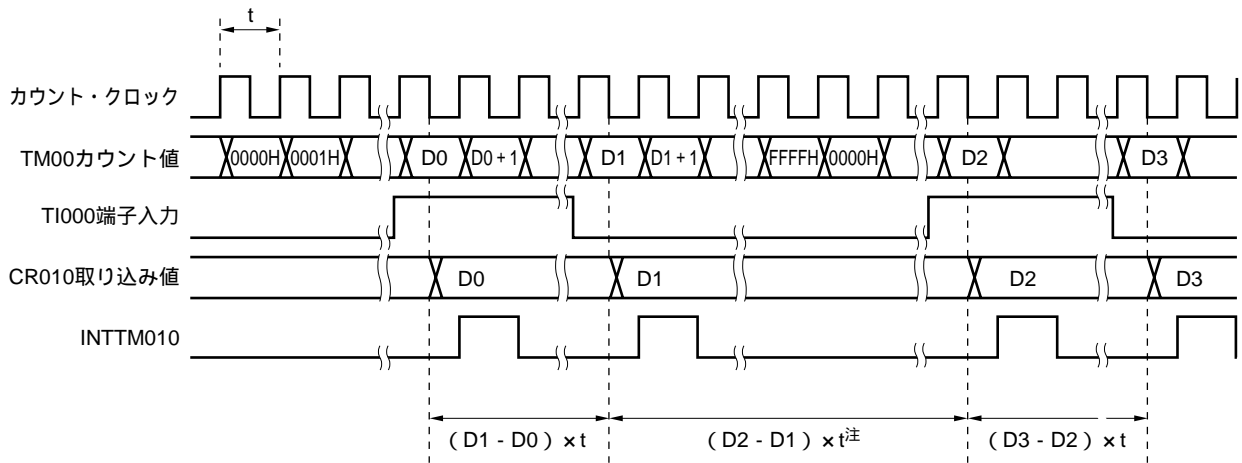 t
カウント・クロック
TM00カウント値 0000H 0001H D0 D0 + 1 D1 D1 + 1 FFFFH 0000H D2 D3
TI000端子入力
CR010取り込み値 D0 D1 D2 D3
INTTM010
（D1 - D0）× t （D2 - D1）× t注 （D3 - D2）× t